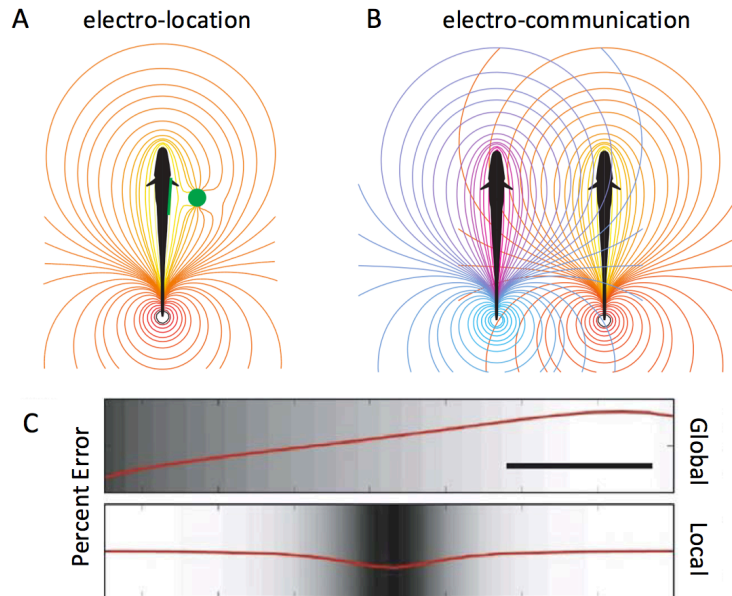 A
electro-location
B
electro-communication
C
Percent Error
Global
Local